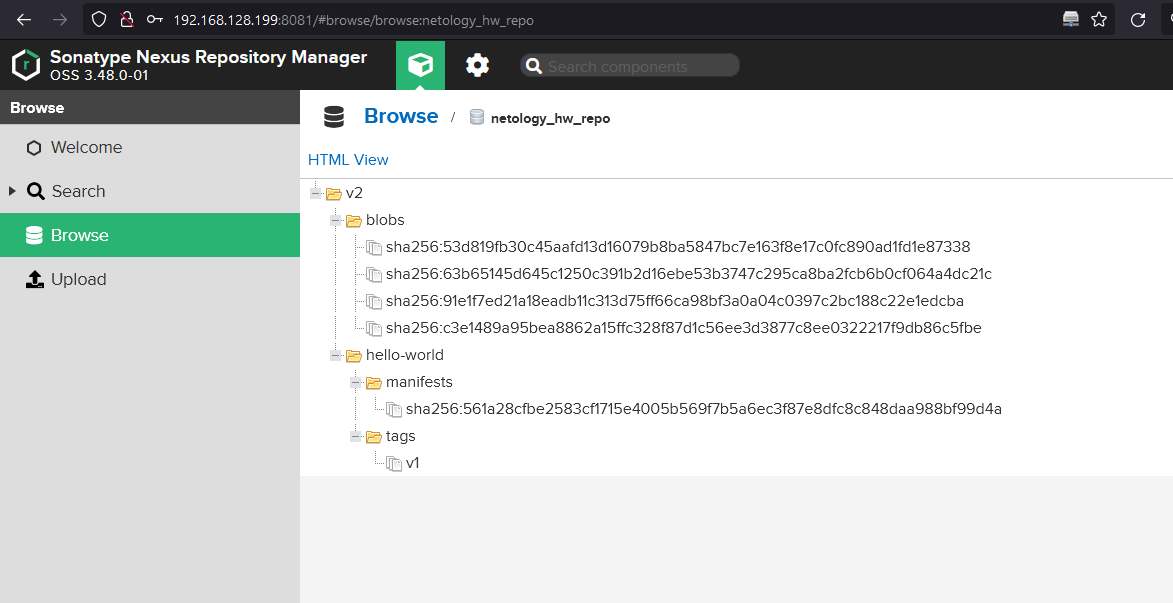 192.168.128.199:8081/#browse/browse:netology_hw_repo
Sonatype Nexus Repository Manager
OSS 3.48.0-01
Search components
Browse
Welcome
Search
Browse
Upload
Browse / netology_hw_repo
HTML View
v2
blobs
sha256:53d819fb30c45aafd13d16079b8ba5847bc7e163f8e17c0fc890ad1fd1e87338
sha256:63b65145d645c1250c391b2d16ebe53b3747c295ca8ba2fcb6b0cf064a4dc21c
sha256:91e1f7ed21a18eadb11c313d75ff66ca98bf3a0a04c0397c2bc188c22e1edcba
sha256:c3e1489a95bea8862a15ffc328f87d1c56ee3d3877c8ee0322217f9db86c5fbe
hello-world
manifests
sha256:561a28cfbe2583cf1715e4005b569f7b5a6ec3f87e8dfc8c848daa988bf99d4a
tags
v1